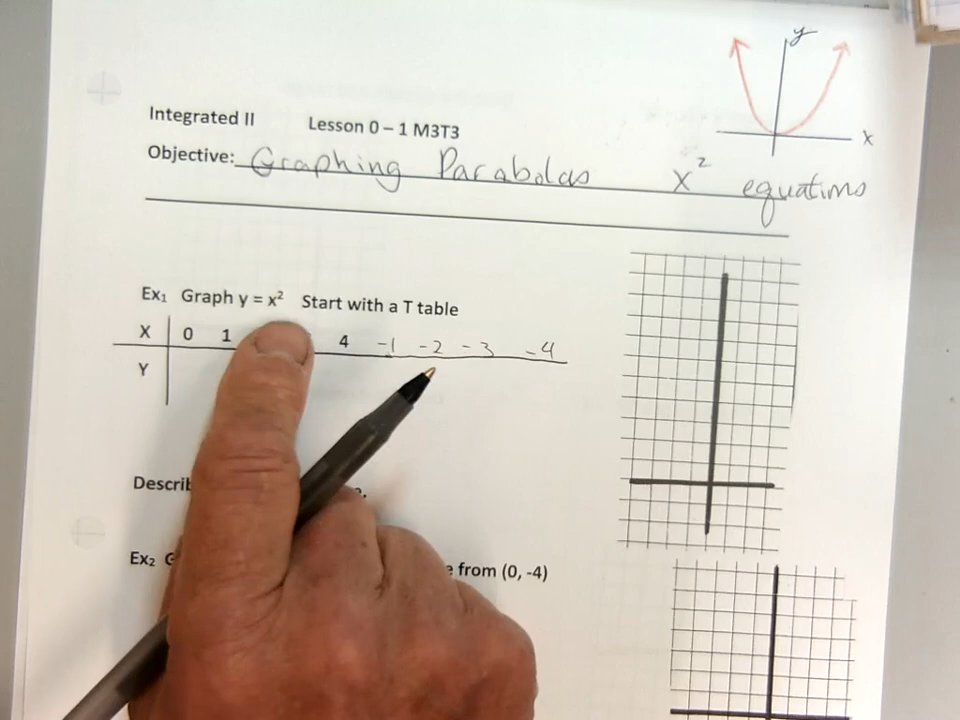 y
x
Integrated II Lesson 0 – 1 M3T3
Objective: Graphing Parabolas x² equations
Ex₁ Graph y = x² Start with a T table
X 0 1 4 -1 -2 -3 -4
Y
Ex₂ from (0, -4)